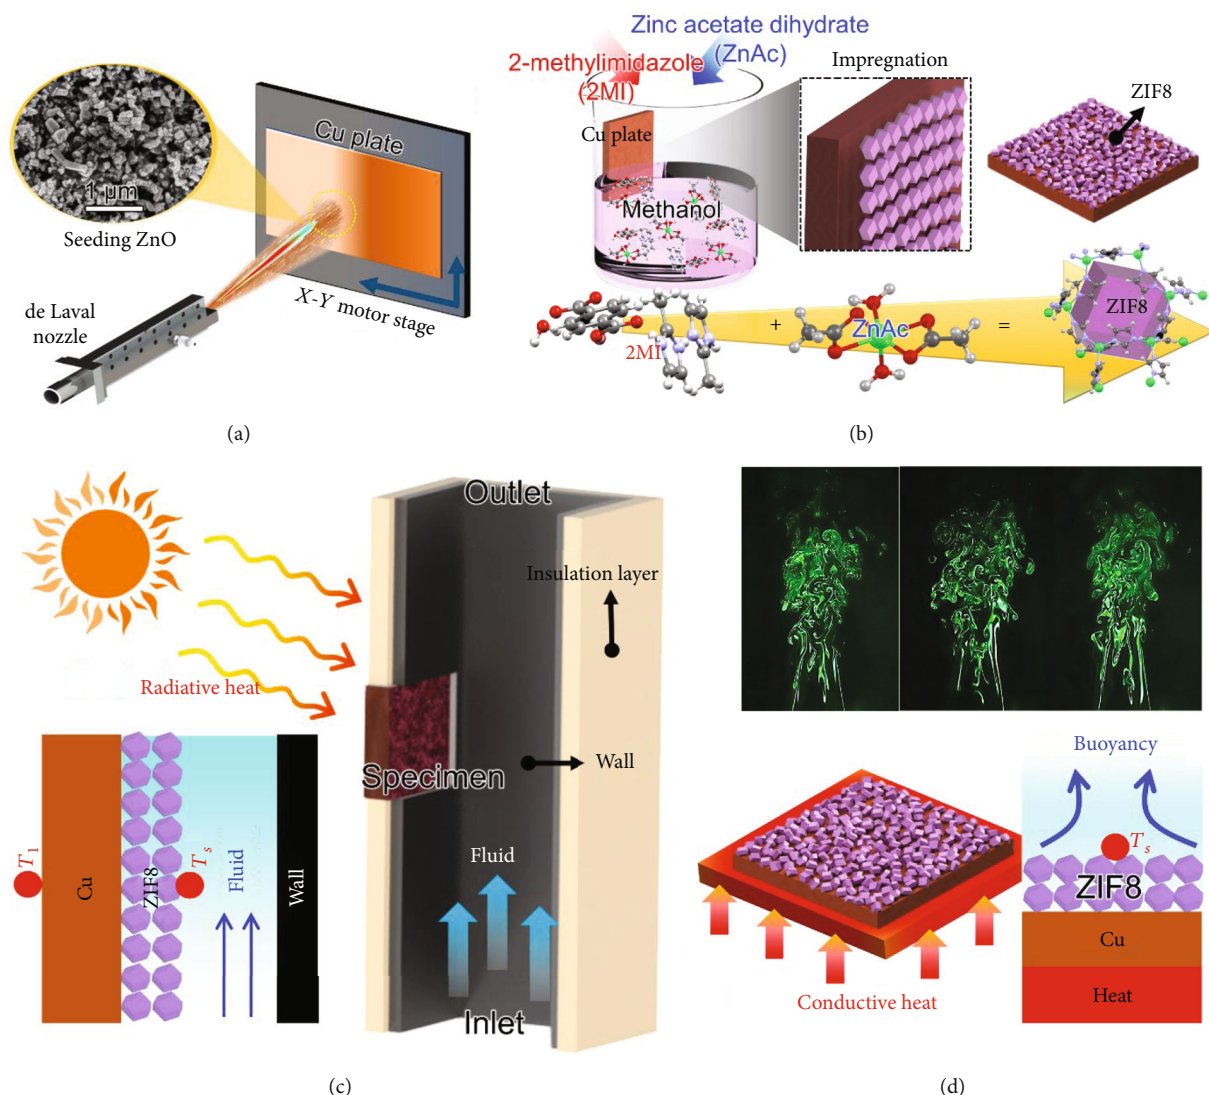 Cu plate
1 μm
Seeding ZnO
X-Y motor stage
de Laval
nozzle
(a)
Zinc acetate dihydrate
(ZnAc)
2-methylimidazole
(2MI)
Impregnation
Cu plate
ZIF8
Methanol
2MI
+
ZnAc
=
ZIF8
(b)
Outlet
Insulation layer
Radiative heat
Specimen
Wall
Fluid
Inlet
T1
Cu
ZIF8
Ts
Fluid
Wall
(c)
Buoyancy
Ts
ZIF8
Cu
Heat
Conductive heat
(d)